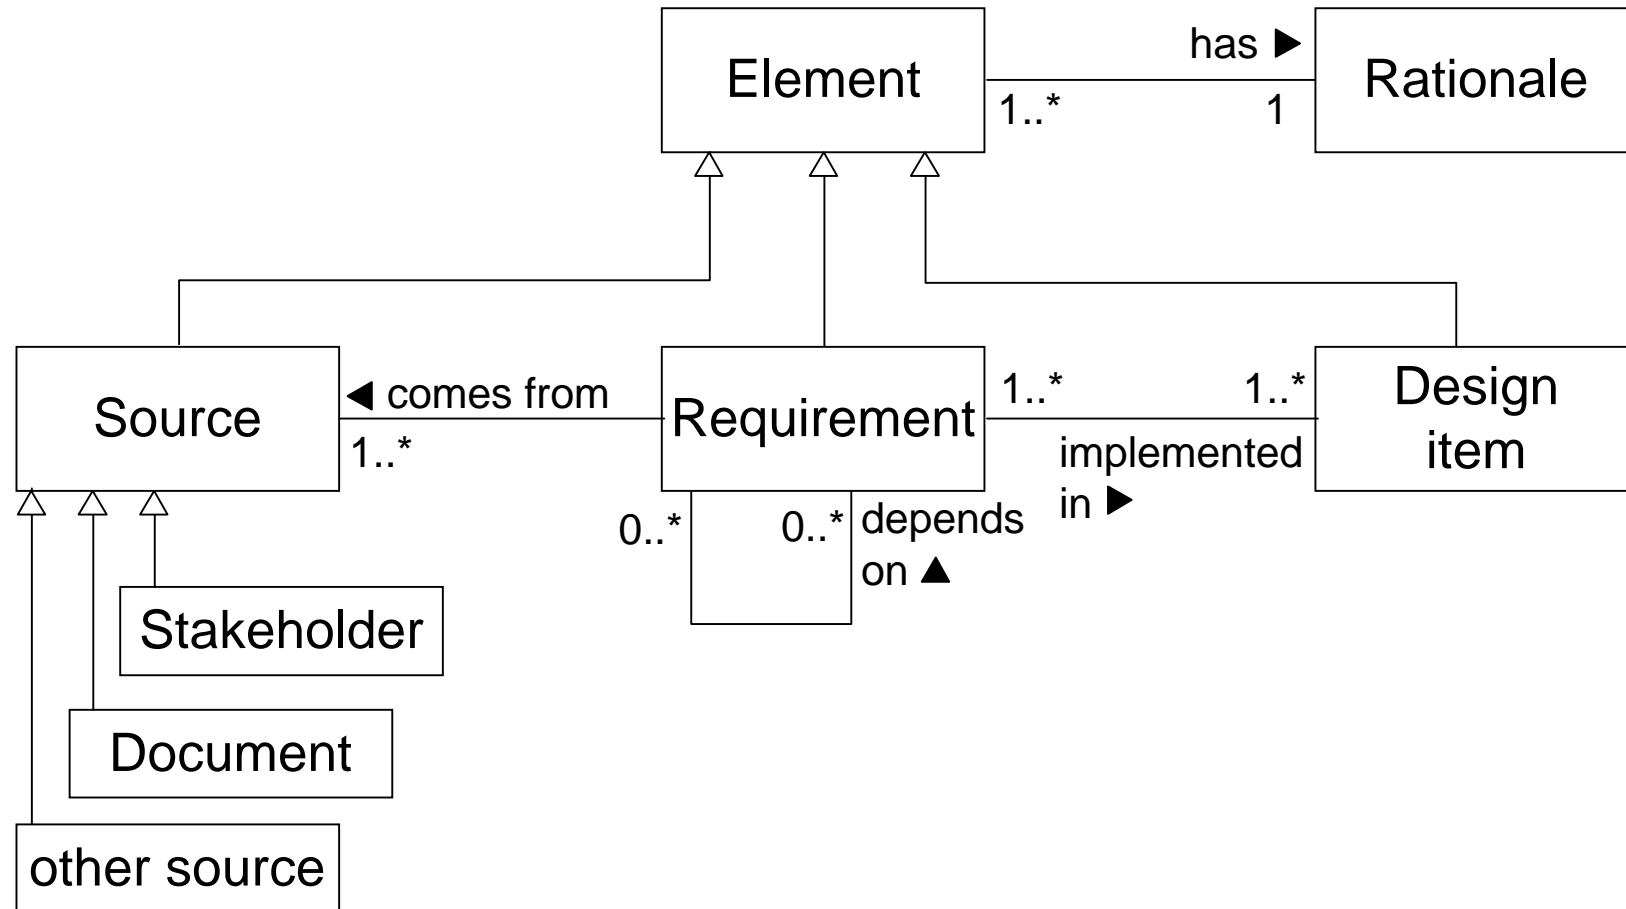 has ▶
Element
Rationale
1..*
1
◀ comes from
1..*
1..*
Design
item
Source
Requirement
1..*
implemented
in ▶
0..*
0..*
depends
on ▲
Stakeholder
Document
other source